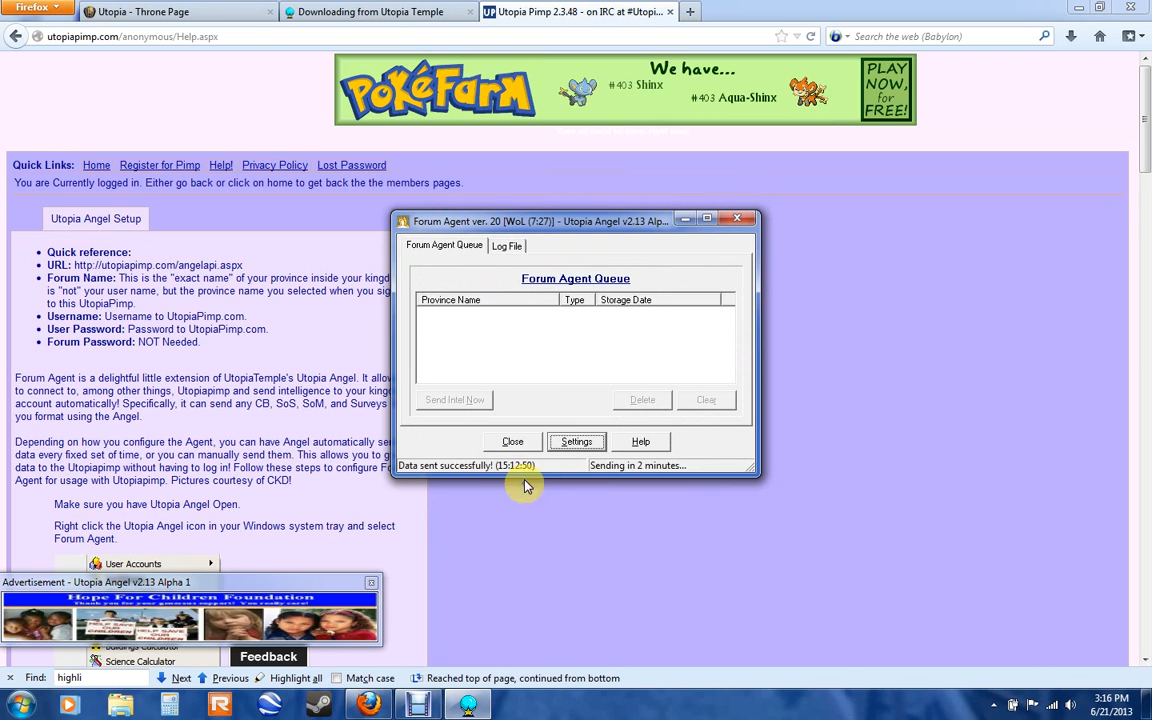 Firefox
Utopia - Throne Page
Downloading from Utopia Temple
UP Utopia Pimp 2.3.48 - on IRC at #Utopi...
utopiapimp.com/anonymous/Help.aspx
Search the web (Babylon)
PokéFarm
We have...
#403 Shinx
#403 Aqua-Shinx
PLAY
NOW,
for
FREE!
Quick Links: Home Register for Pimp Help! Privacy Policy Lost Password
You are Currently logged in. Either go back or click on home to get back the the members pages.
Utopia Angel Setup
Quick reference:
URL: http://utopiapimp.com/angelapi.aspx
Forum Name: This is the "exact name" of your province inside your kingd
is "not" your user name, but the province name you selected when you sig
to this UtopiaPimp.
Username: Username to UtopiaPimp.com.
User Password: Password to UtopiaPimp.com.
Forum Password: NOT Needed.
Forum Agent is a delightful little extension of UtopiaTemple's Utopia Angel. It allow
to connect to, among other things, Utopiapimp and send intelligence to your king
account automatically! Specifically, it can send any CB, SoS, SoM, and Surveys
you format using the Angel.
Depending on how you configure the Agent, you can have Angel automatically se
data every fixed set of time, or you can manually send them. This allows you to g
data to the Utopiapimp without having to log in! Follow these steps to configure Fo
Agent for usage with Utopiapimp. Pictures courtesy of CKD!
Make sure you have Utopia Angel Open.
Right click the Utopia Angel icon in your Windows system tray and select
Forum Agent.
User Accounts
Buildings Calculator
Science Calculator
Forum Agent ver. 20 [WoL (7:27)] - Utopia Angel v2.13 Alp...
Forum Agent Queue
Log File
Forum Agent Queue
Province Name Type Storage Date
Send Intel Now Delete Clear
Close Settings Help
Data sent successfully! (15:12:50) Sending in 2 minutes...
Advertisement - Utopia Angel v2.13 Alpha 1
Hope For Children Foundation
Thank you for your generous support! You really care!
Feedback
Find: highli Next Previous Highlight all Match case Reached top of page, continued from bottom
3:16 PM
6/21/2013